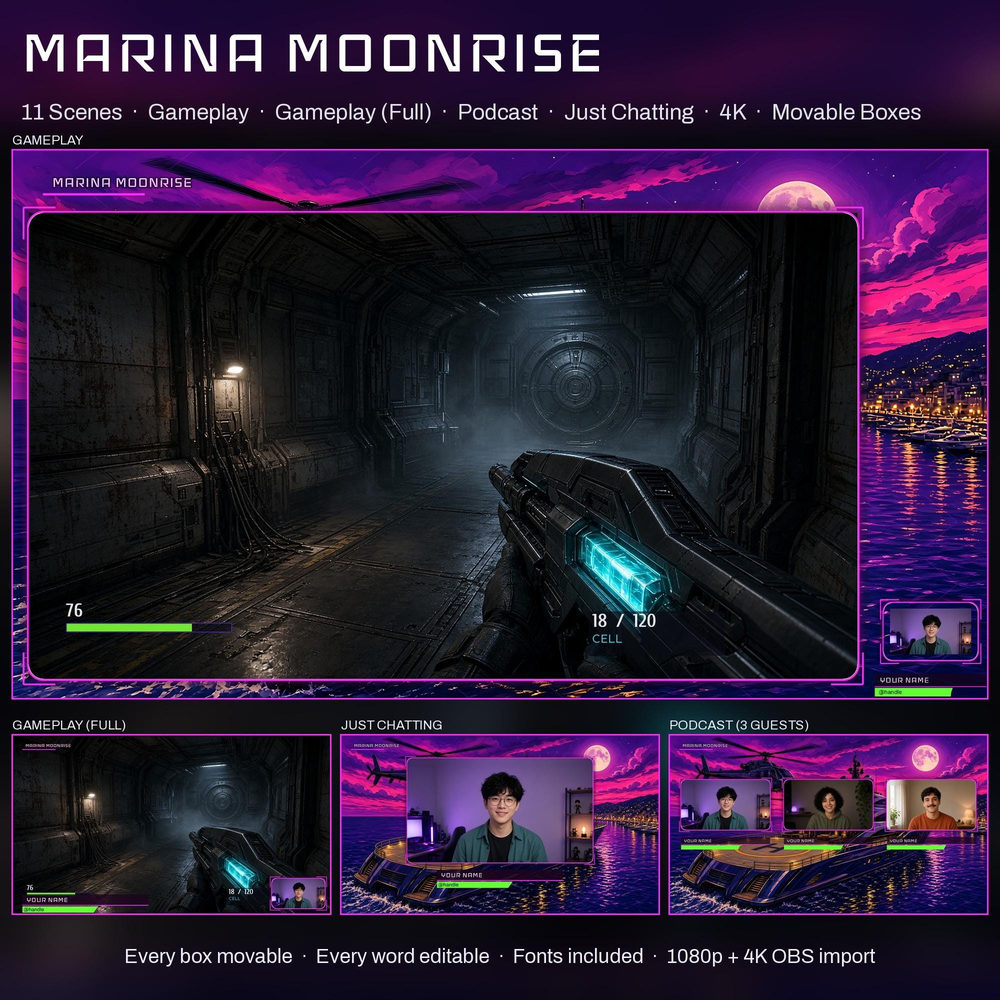 MARINA MOONRISE
11 Scenes · Gameplay · Gameplay (Full) · Podcast · Just Chatting · 4K · Movable Boxes
GAMEPLAY
MARINA MOONRISE
76
18 / 120
CELL
YOUR NAME
@handle
GAMEPLAY (FULL)
MARINA MOONRISE
76
YOUR NAME
@handle
18 / 120
CELL
JUST CHATTING
MARINA MOONRISE
YOUR NAME
@handle
PODCAST (3 GUESTS)
MARINA MOONRISE
YOUR NAME
YOUR NAME
YOUR NAME
Every box movable · Every word editable · Fonts included · 1080p + 4K OBS import